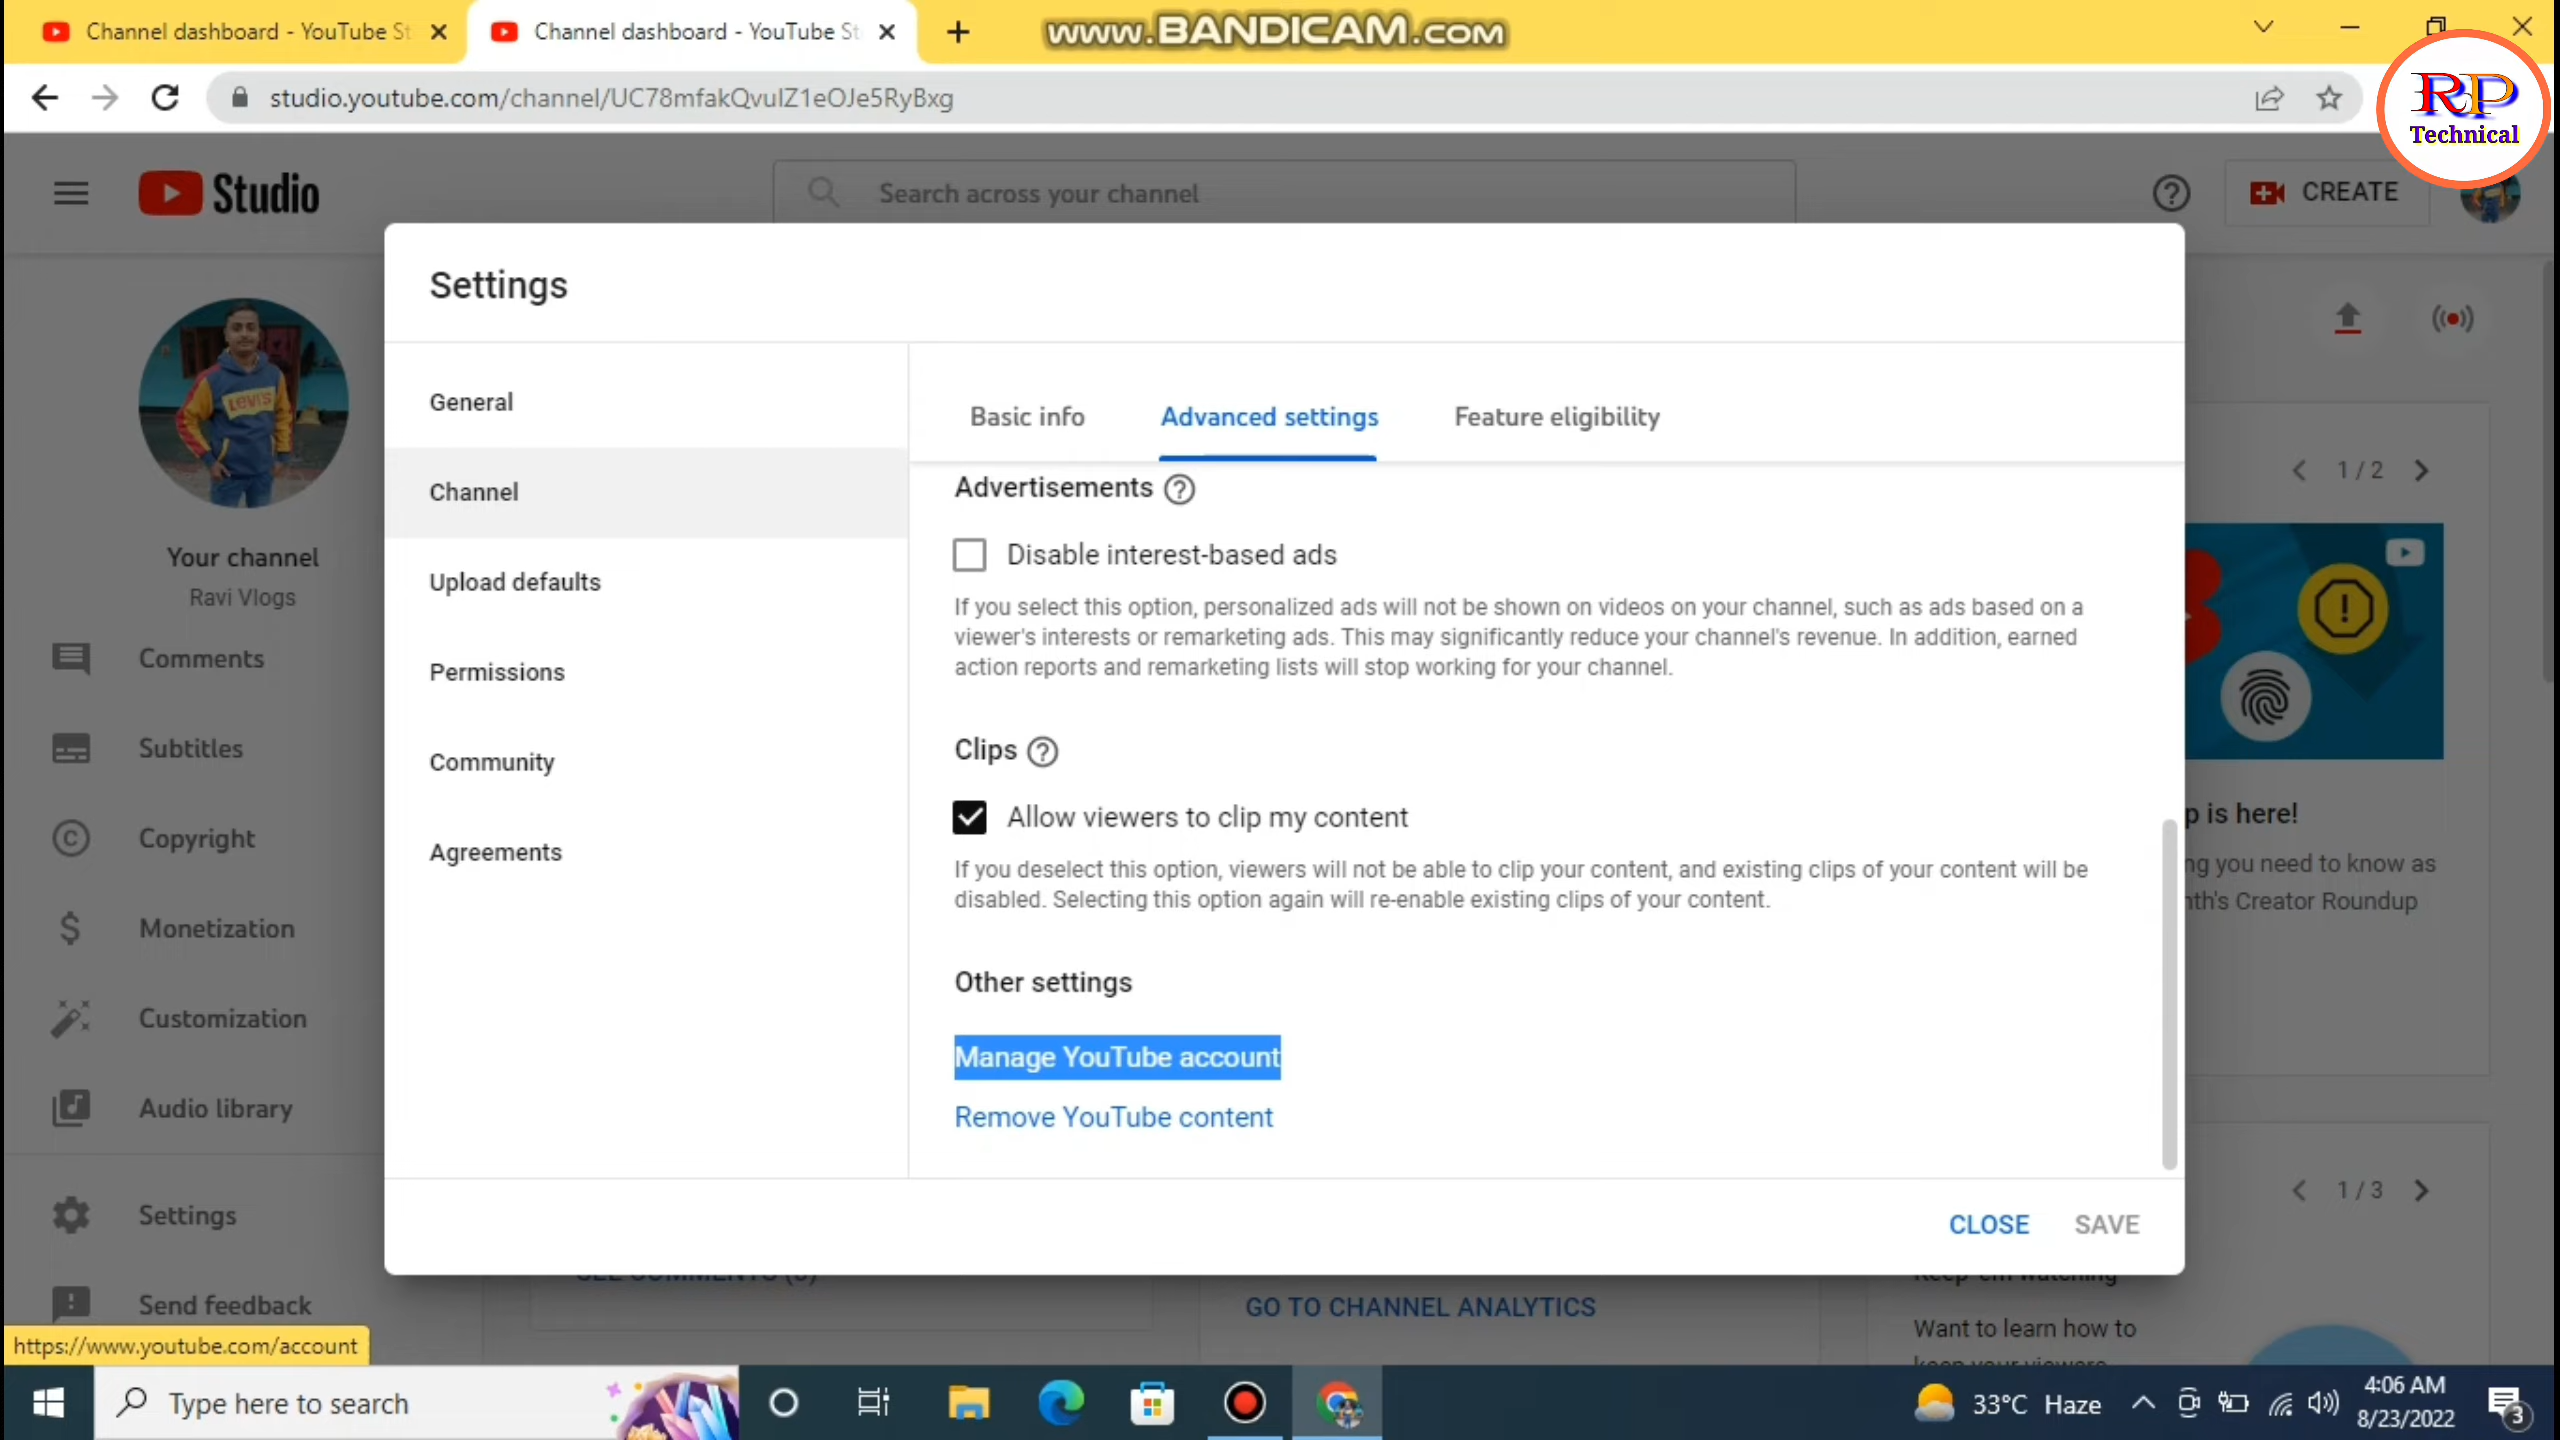 Channel dashboard - YouTube St
Channel dashboard - YouTube St
www.BANDICAM.com
studio.youtube.com/channel/UC78mfakQvulZ1eOJe5RyBxg
RP
Technical
Studio
Search across your channel
CREATE
Settings
General
Channel
Upload defaults
Permissions
Community
Agreements
Basic info
Advanced settings
Feature eligibility
Advertisements
Disable interest-based ads
If you select this option, personalized ads will not be shown on videos on your channel, such as ads based on a
viewer's interests or remarketing ads. This may significantly reduce your channel's revenue. In addition, earned
action reports and remarketing lists will stop working for your channel.
Clips
Allow viewers to clip my content
If you deselect this option, viewers will not be able to clip your content, and existing clips of your content will be
disabled. Selecting this option again will re-enable existing clips of your content.
Other settings
Manage YouTube account
Remove YouTube content
CLOSE
SAVE
LEVI'S
Your channel
Ravi Vlogs
Comments
Subtitles
Copyright
Monetization
Customization
Audio library
Settings
Send feedback
https://www.youtube.com/account
1 / 2
p is here!
ng you need to know as
nth's Creator Roundup
1 / 3
GO TO CHANNEL ANALYTICS
Want to learn how to
Type here to search
33°C Haze
4:06 AM
8/23/2022
3